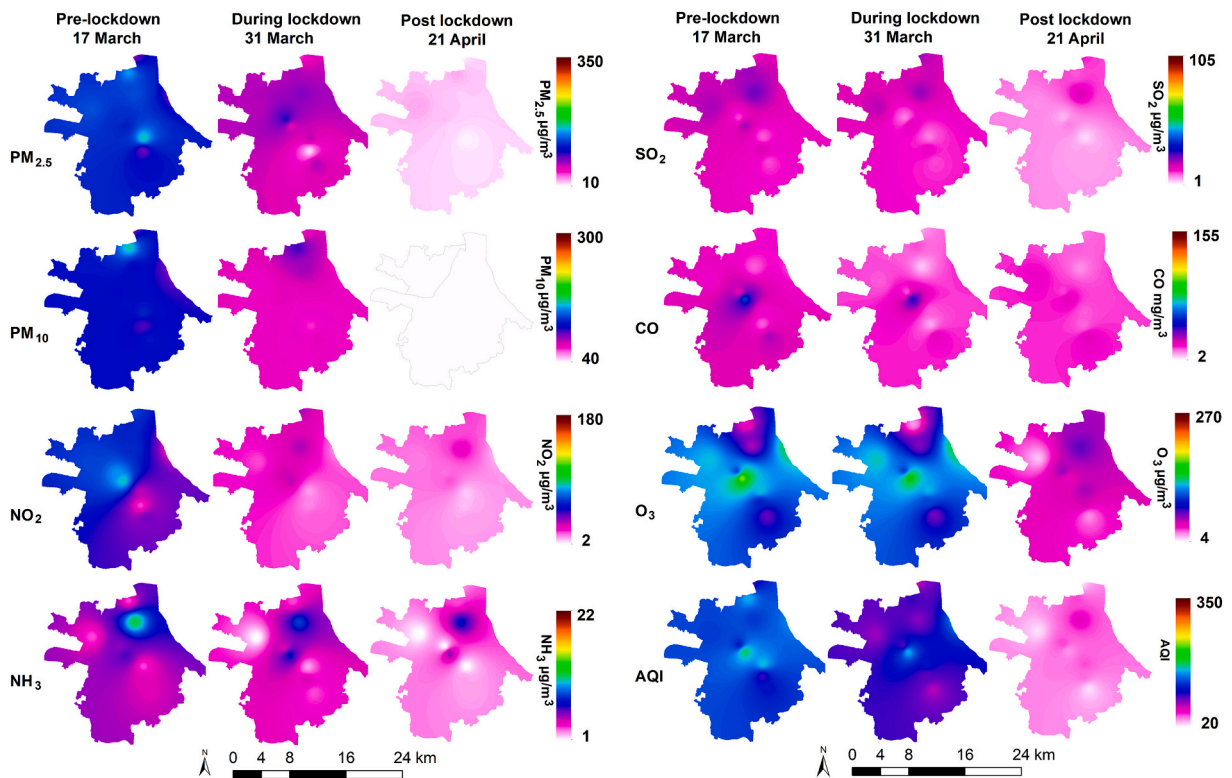 Pre-lockdown
17 March
During lockdown
31 March
Post lockdown
21 April
PM2.5
350
PM2.5 µg/m³
10
PM10
300
PM10 µg/m³
40
NO2
180
NO2 µg/m³
2
NH3
22
NH3 µg/m³
1
N
0 4 8 16 24 km
Pre-lockdown
17 March
During lockdown
31 March
Post lockdown
21 April
SO2
105
SO2 µg/m³
1
CO
155
CO mg/m³
2
O3
270
O3 µg/m³
4
AQI
350
AQI
20
N
0 4 8 16 24 km